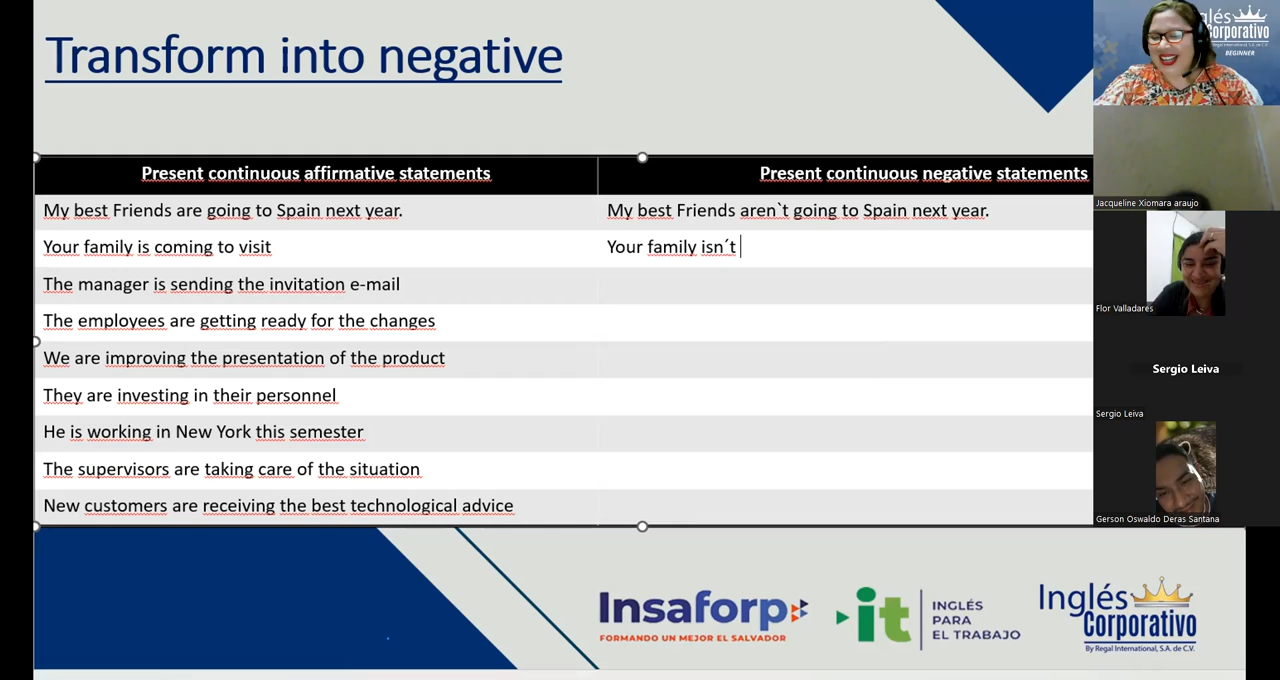 Transform into negative
Present continuous affirmative statements
Present continuous negative statements
My best Friends are going to Spain next year.
My best Friends aren`t going to Spain next year.
Your family is coming to visit
Your family isn´t
The manager is sending the invitation e-mail
The employees are getting ready for the changes
We are improving the presentation of the product
They are investing in their personnel
He is working in New York this semester
The supervisors are taking care of the situation
New customers are receiving the best technological advice
Insaforp
FORMANDO UN MEJOR EL SALVADOR
it
INGLÉS
PARA
EL TRABAJO
Inglés
Corporativo
By Regal International, S.A. de C.V.
glés
orporativo
BEGINNER
Jacqueline Xiomara araujo
Flor Valladares
Sergio Leiva
Sergio Leiva
Gerson Oswaldo Deras Santana